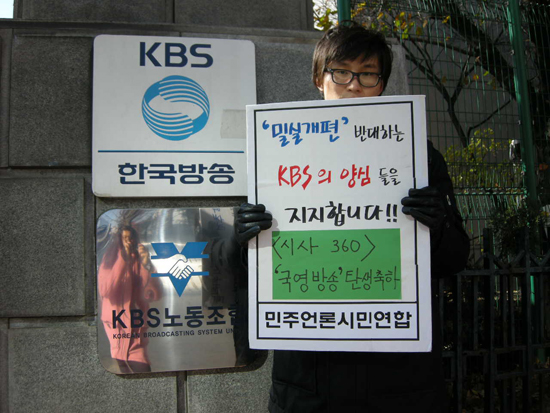 KBS
한국방송
KBS노동조합
KOREAN BROADCASTING SYSTEM
'밀실개편' 반대하는
KBS의 양심 들을
지지합니다!!
<시사 360>
'국영방송' 탄생축하
민주언론시민연합